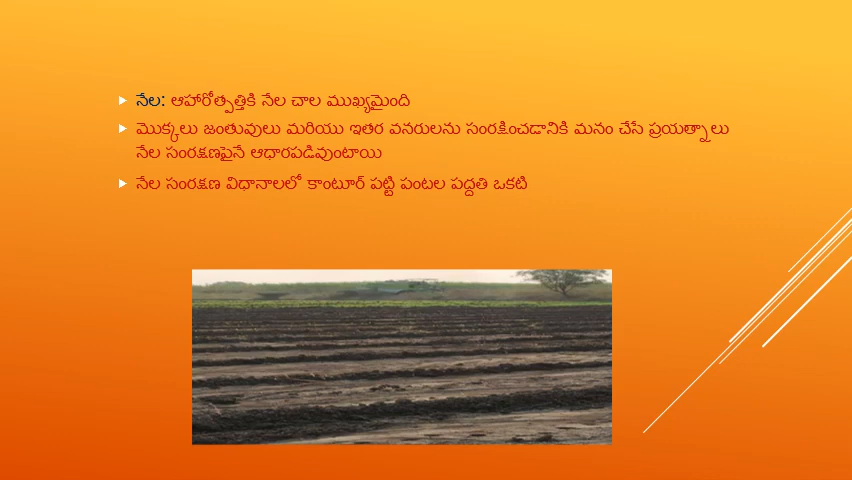 నేల: ఆహారోత్పత్తికి నేల చాల ముఖ్యమైంది
మొక్కలు జంతువులు మరియు ఇతర వనరులను సంరక్షించడానికి మనం చేసే ప్రయత్నాలు
నేల సంరక్షణపైనే ఆధారపడివుంటాయి
నేల సంరక్షణ విధానాలలో కాంటూర్ పట్టి పంటల పద్దతి ఒకటి